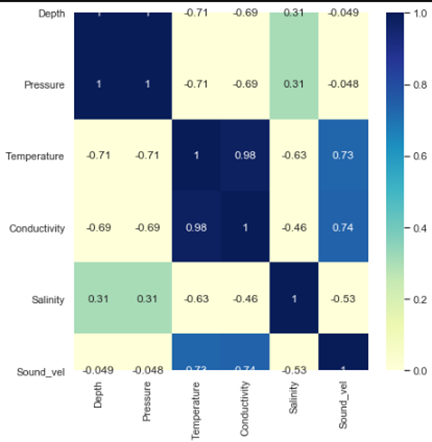 Depth 1 1 -0.71 -0.69 0.31 -0.049 1.0
Pressure 1 1 -0.71 -0.69 0.31 -0.048
0.8
Temperature -0.71 -0.71 1 0.98 -0.63 0.73
0.6
Conductivity -0.69 -0.69 0.98 1 -0.46 0.74
0.4
Salinity 0.31 0.31 -0.63 -0.46 1 -0.53
0.2
Sound_vel -0.049 -0.048 0.73 0.74 -0.53 1 0.0
Depth Pressure Temperature Conductivity Salinity Sound_vel